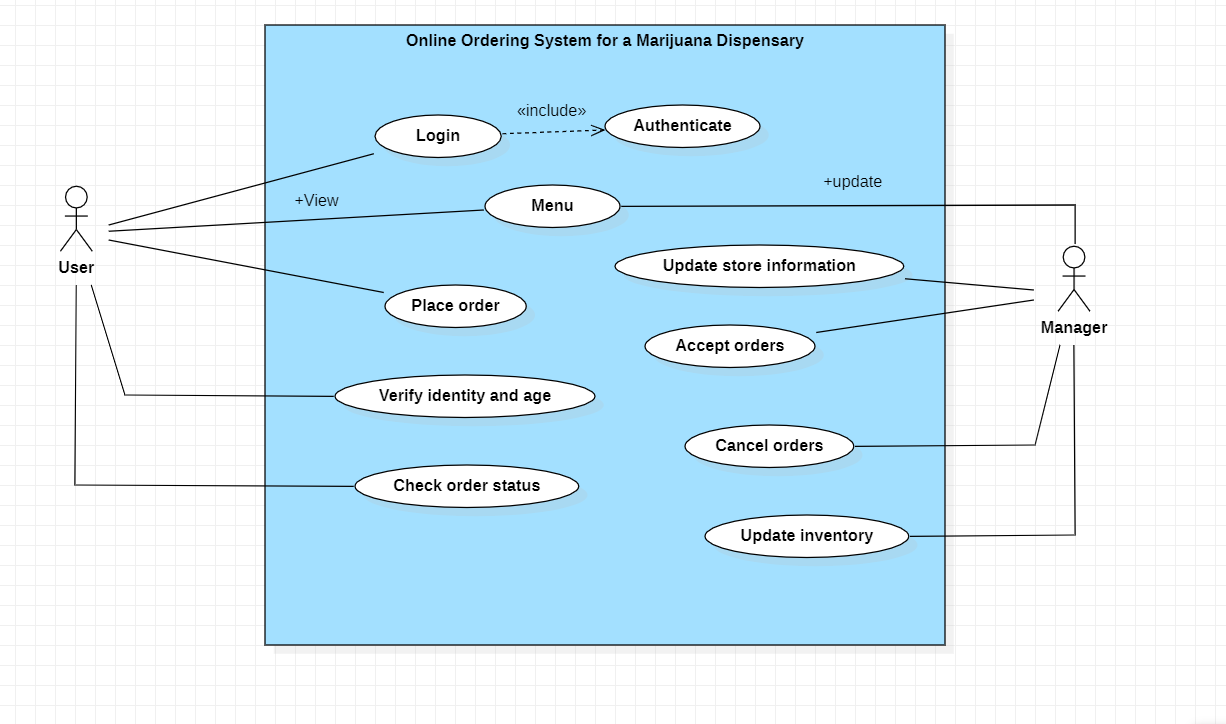 Online Ordering System for a Marijuana Dispensary
«include»
Login
Authenticate
+View
Menu
+update
User
Update store information
Place order
Manager
Accept orders
Verify identity and age
Cancel orders
Check order status
Update inventory